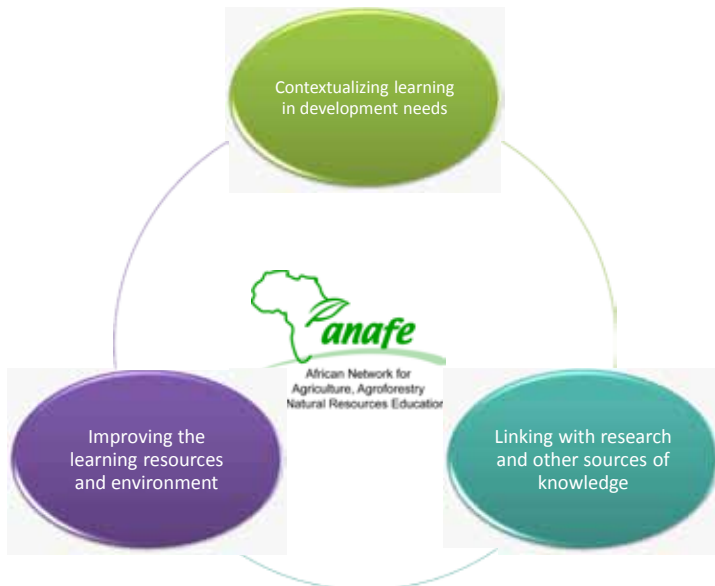 Contextualizing learning
in development needs
anafe
African Network for
Agriculture, Agroforestry
Natural Resources Education
Improving the
learning resources
and environment
Linking with research
and other sources of
knowledge